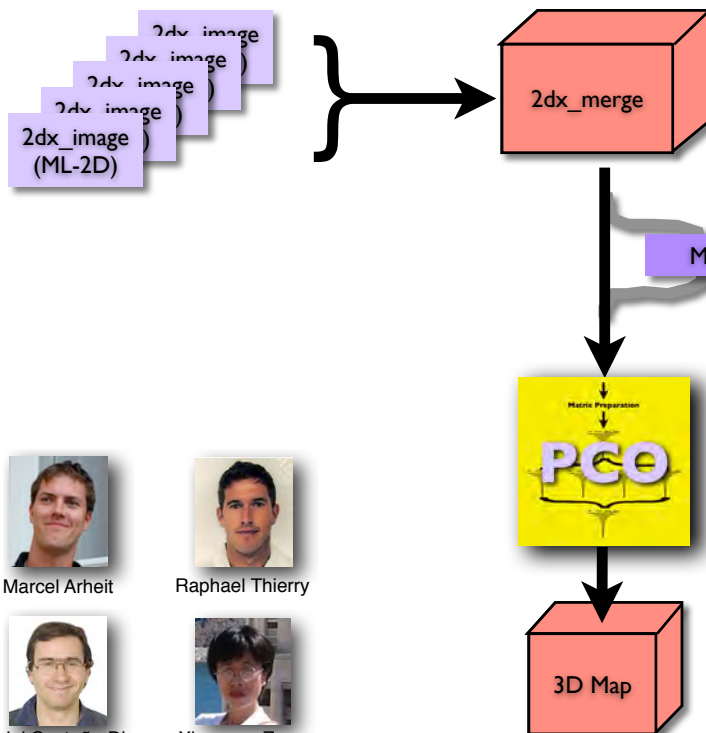 2dx_image
2dx_image
2dx_image
2dx_image
2dx_image
(ML-2D)
2dx_merge
M
Matrix Preparation
PCO
Marcel Arheit
Raphael Thierry
3D Map